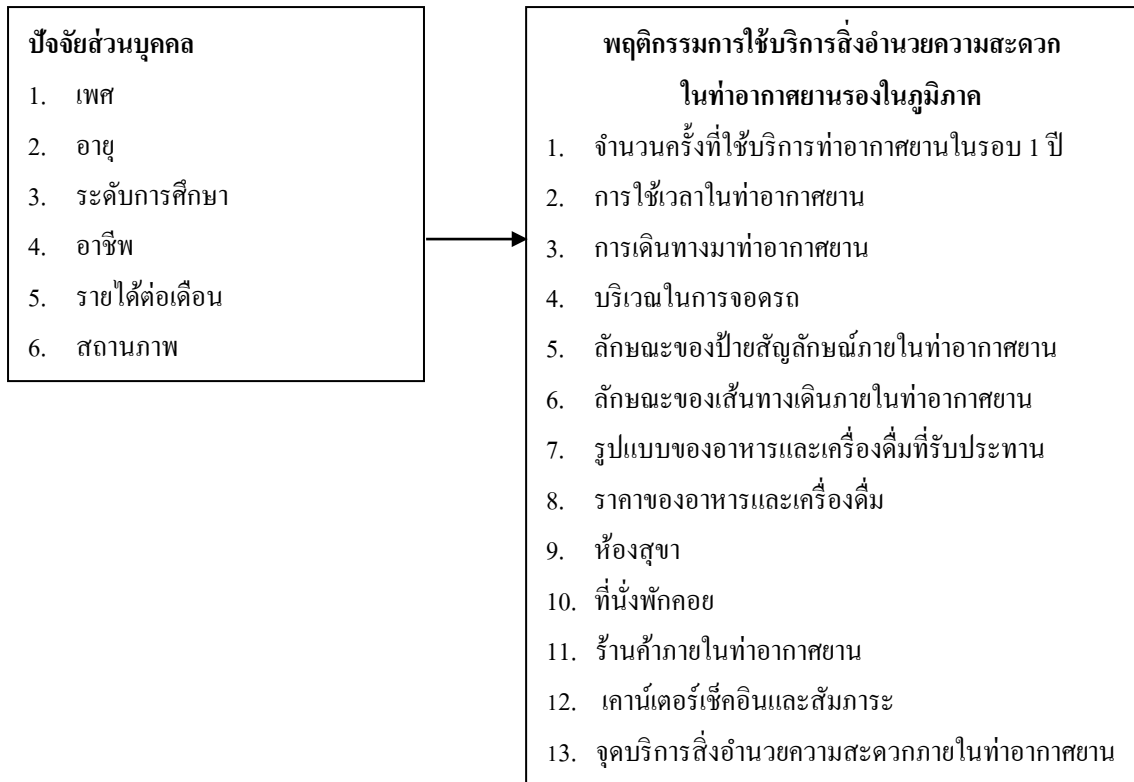 ปัจจัยส่วนบุคคล
1. เพศ
2. อายุ
3. ระดับการศึกษา
4. อาชีพ
5. รายได้ต่อเดือน
6. สถานภาพ
พฤติกรรมการใช้บริการสิ่งอำนวยความสะดวก
ในท่าอากาศยานรองในภูมิภาค
1. จำนวนครั้งที่ใช้บริการท่าอากาศยานในรอบ 1 ปี
2. การใช้เวลาในท่าอากาศยาน
3. การเดินทางมาท่าอากาศยาน
4. บริเวณในการจอดรถ
5. ลักษณะของป้ายสัญลักษณ์ภายในท่าอากาศยาน
6. ลักษณะของเส้นทางเดินภายในท่าอากาศยาน
7. รูปแบบของอาหารและเครื่องดื่มที่รับประทาน
8. ราคาของอาหารและเครื่องดื่ม
9. ห้องสุขา
10. ที่นั่งพักคอย
11. ร้านค้าภายในท่าอากาศยาน
12. เคาน์เตอร์เช็คอินและสัมภาระ
13. จุดบริการสิ่งอำนวยความสะดวกภายในท่าอากาศยาน